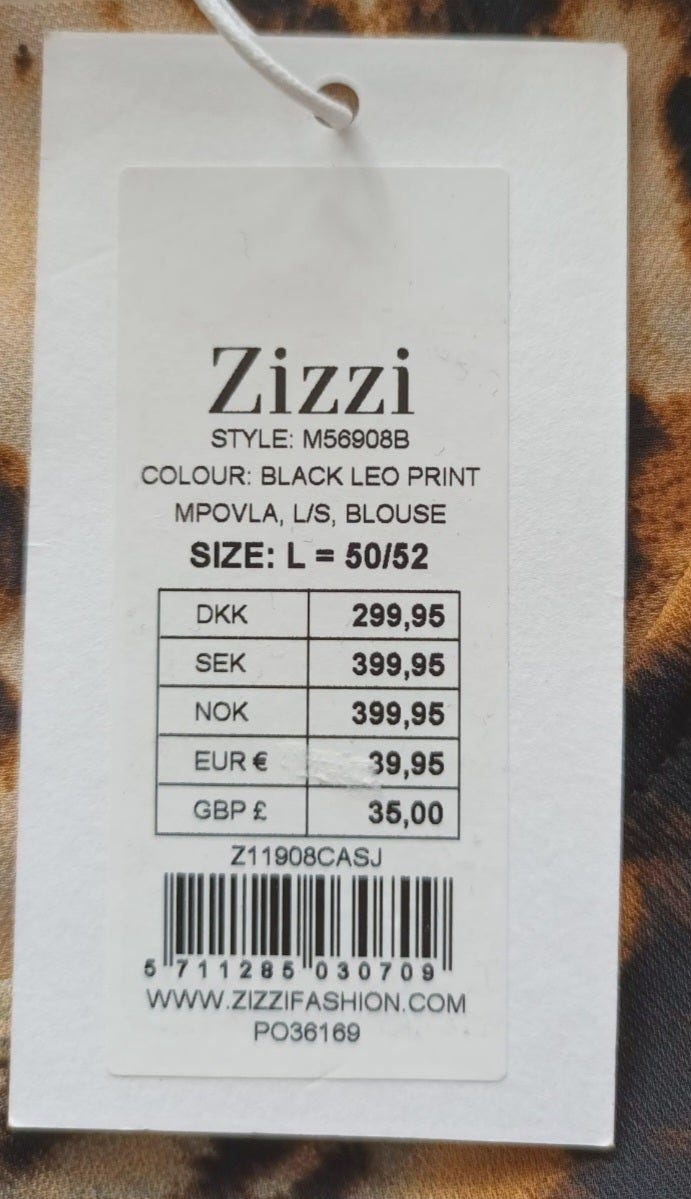 Zizzi
STYLE: M56908B
COLOUR: BLACK LEO PRINT
MPOVLA, L/S, BLOUSE
SIZE: L = 50/52
DKK 299,95
SEK 399,95
NOK 399,95
EUR € 39,95
GBP £ 35,00
Z11908CASJ
5 711285 030709
WWW.ZIZZIFASHION.COM
PO36169